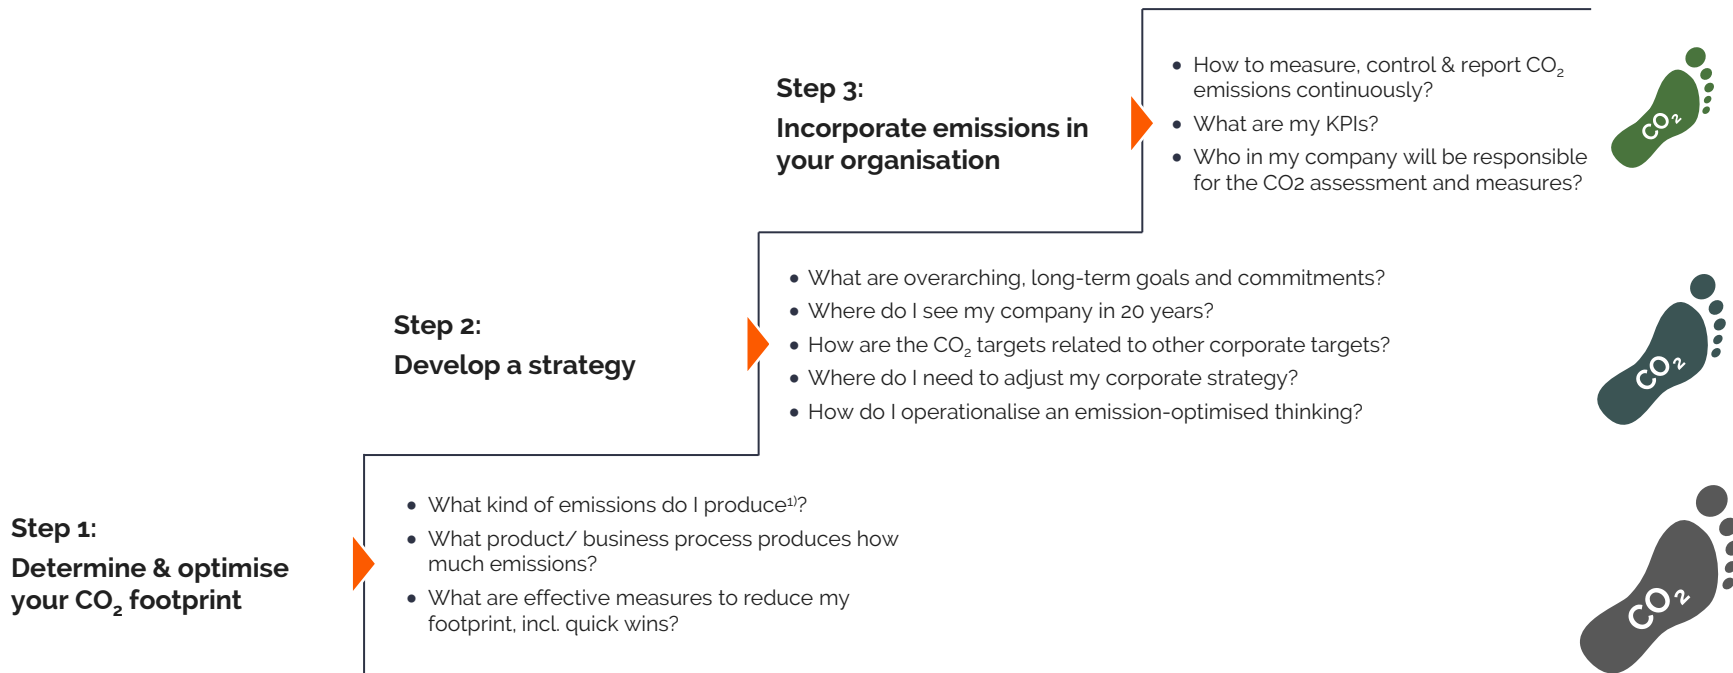 Step 3:
Incorporate emissions in
your organisation
• How to measure, control & report CO₂
emissions continuously?
• What are my KPIs?
• Who in my company will be responsible
for the CO2 assessment and measures?
CO₂
Step 2:
Develop a strategy
• What are overarching, long-term goals and commitments?
• Where do I see my company in 20 years?
• How are the CO₂ targets related to other corporate targets?
• Where do I need to adjust my corporate strategy?
• How do I operationalise an emission-optimised thinking?
CO₂
Step 1:
Determine & optimise
your CO₂ footprint
• What kind of emissions do I produce¹⁾?
• What product/ business process produces how
much emissions?
• What are effective measures to reduce my
footprint, incl. quick wins?
CO₂